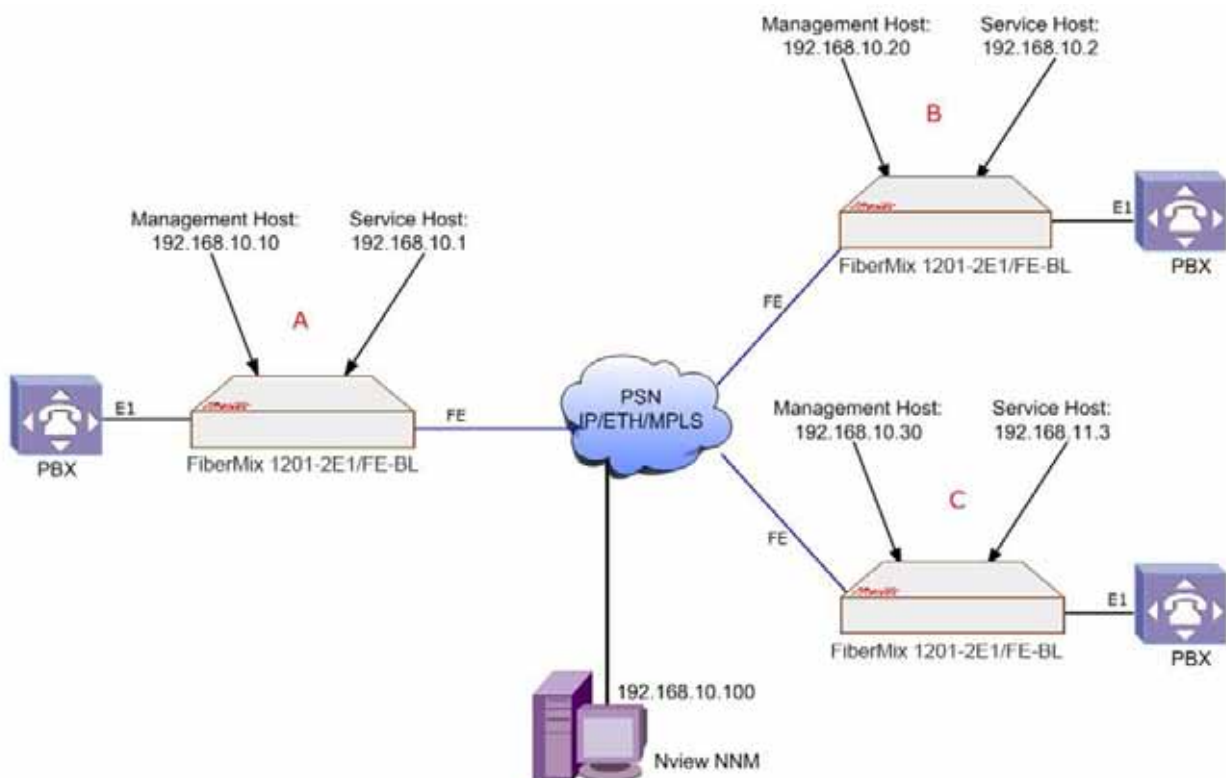 Management Host:
192.168.10.20
Service Host:
192.168.10.2
B
E1
PBX
FiberMix 1201-2E1/FE-BL
FE
Management Host:
192.168.10.10
Service Host:
192.168.10.1
A
E1
PBX
FiberMix 1201-2E1/FE-BL
FE
PSN
IP/ETH/MPLS
Management Host:
192.168.10.30
Service Host:
192.168.11.3
C
FE
E1
PBX
FiberMix 1201-2E1/FE-BL
192.168.10.100
Nview NNM